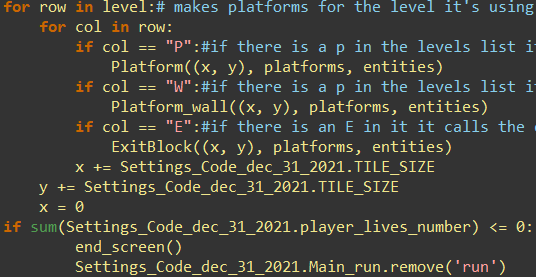 for row in level:# makes platforms for the level it's using
for col in row:
if col == "P":#if there is a p in the levels list
Platform((x, y), platforms, entities)
if col == "W":#if there is a p in the levels list
Platform_wall((x, y), platforms, entities)
if col == "E":#if there is an E in it it calls the
ExitBlock((x, y), platforms, entities)
x += Settings_Code_dec_31_2021.TILE_SIZE
y += Settings_Code_dec_31_2021.TILE_SIZE
x = 0
if sum(Settings_Code_dec_31_2021.player_lives_number) <= 0:
end_screen()
Settings_Code_dec_31_2021.Main_run.remove('run')